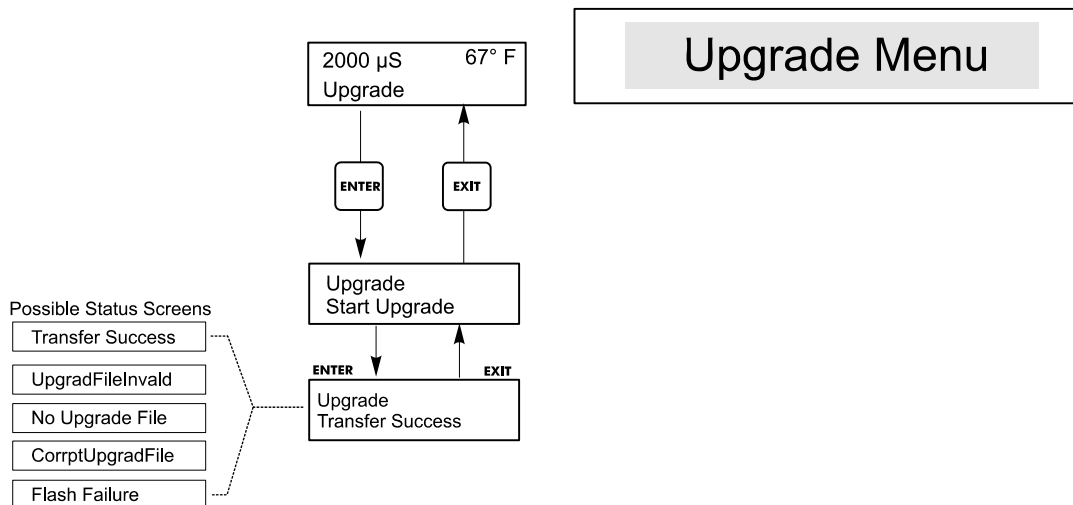 Upgrade Menu
2000 µS 67° F
Upgrade
ENTER EXIT
Upgrade
Start Upgrade
ENTER EXIT
Upgrade
Transfer Success
Possible Status Screens
Transfer Success
UpgradFileInvald
No Upgrade File
CorrptUpgradFile
Flash Failure